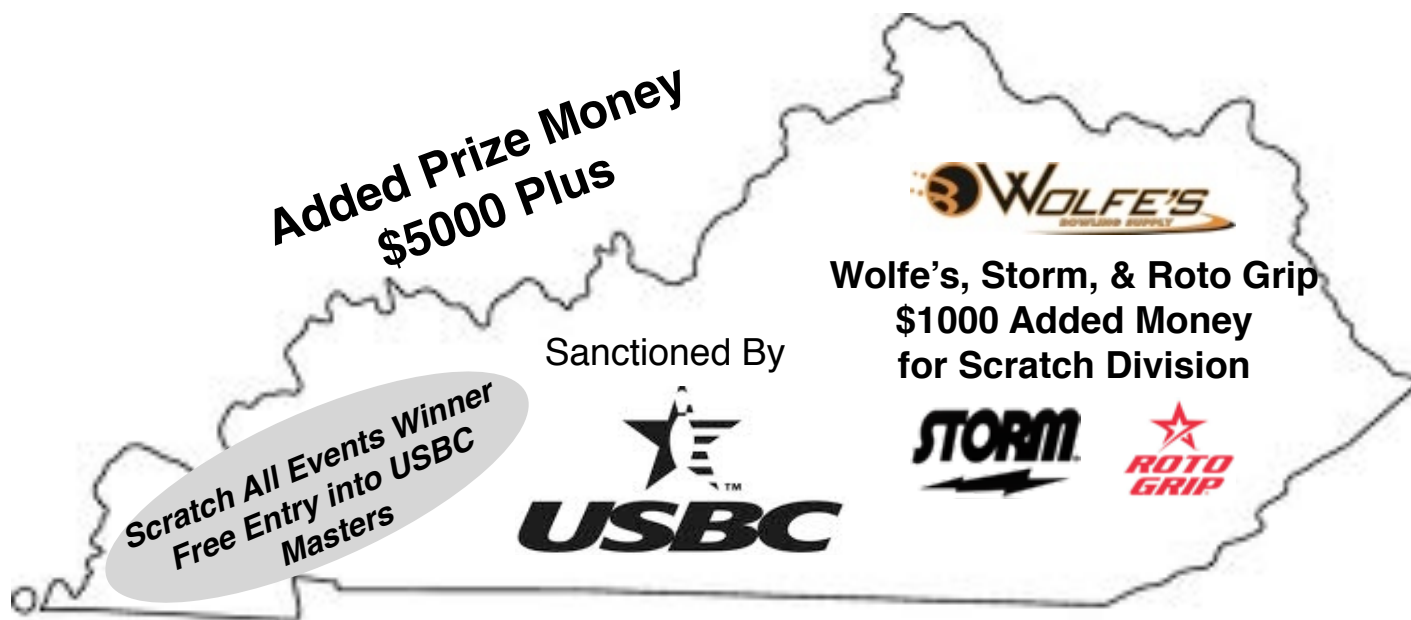 Added Prize Money
$5000 Plus
WOLFE'S
BOWLING SUPPLY
Wolfe’s, Storm, & Roto Grip
$1000 Added Money
for Scratch Division
Sanctioned By
STORM
ROTO
GRIP
Scratch All Events Winner
Free Entry into USBC
Masters
TM
USBC